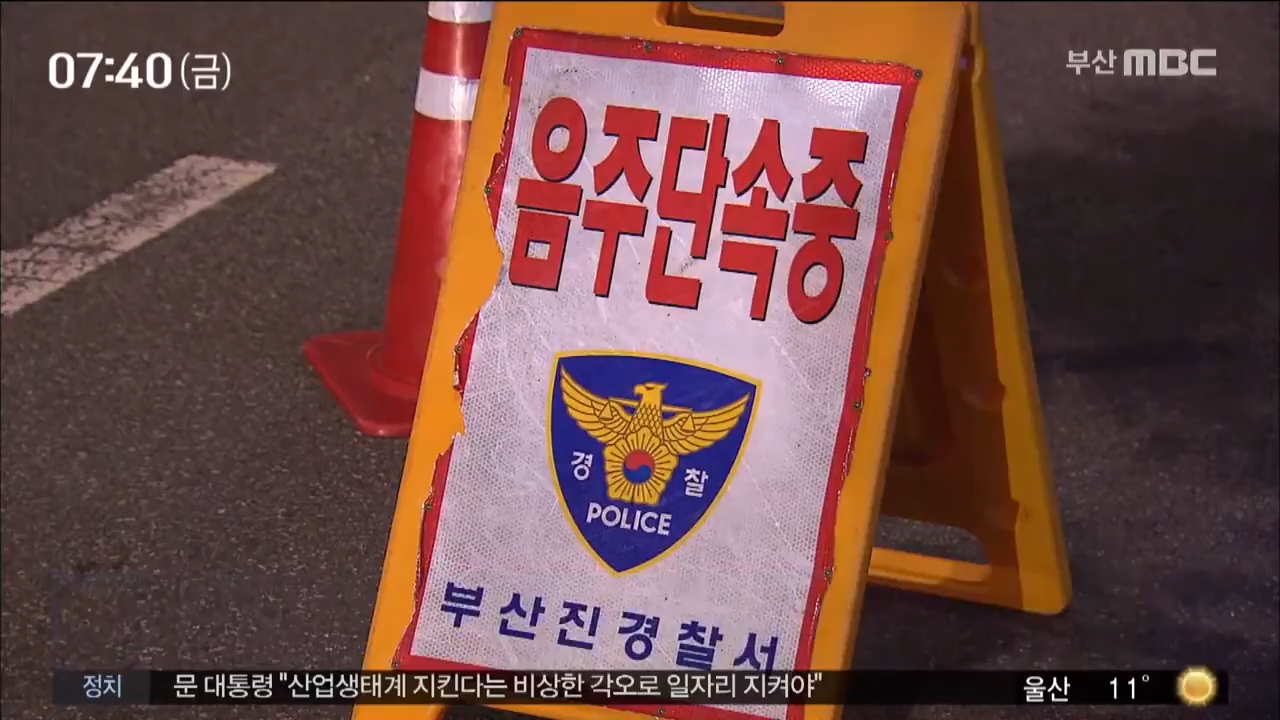 07:40(금)
부산 MBC
음주단속중
경 찰
POLICE
부산진경찰서
정치 문 대통령 "산업생태계 지킨다는 비상한 각오로 일자리 지켜야" 울산 11°